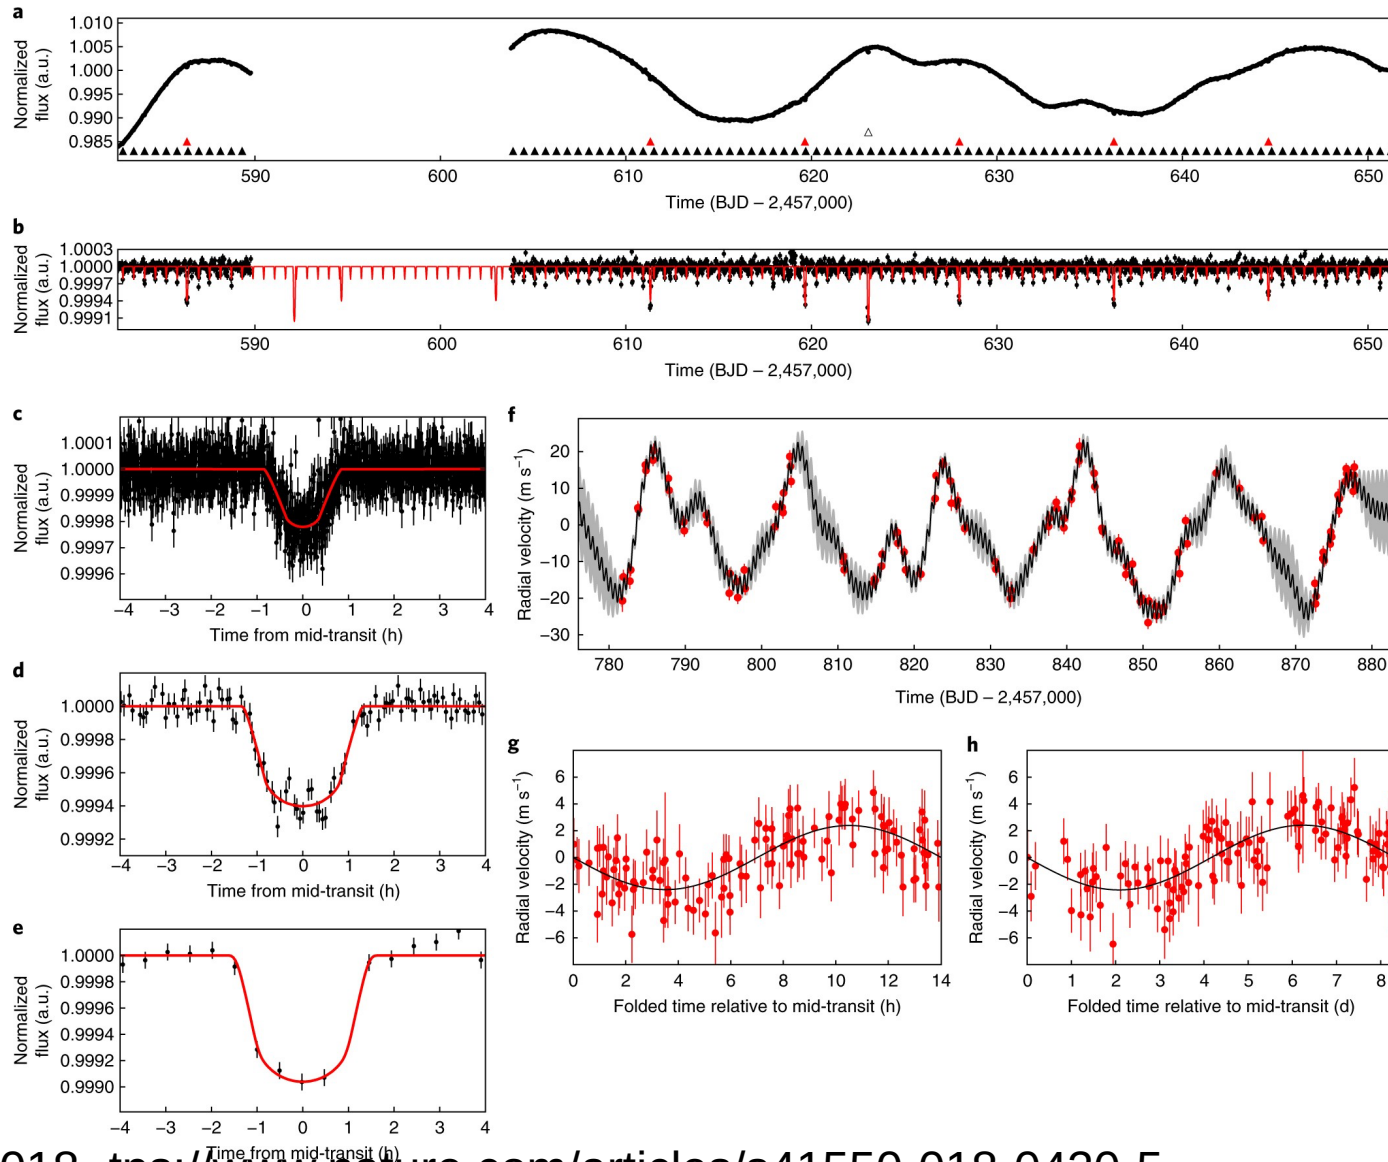 a
Normalized
flux (a.u.)
1.010
1.005
1.000
0.995
0.990
0.985
590 600 610 620 630 640 650
Time (BJD – 2,457,000)
b
Normalized
flux (a.u.)
1.0003
1.0000
0.9997
0.9994
0.9991
590 600 610 620 630 640 650
Time (BJD – 2,457,000)
c
Normalized
flux (a.u.)
1.0001
1.0000
0.9999
0.9998
0.9997
0.9996
−4 −3 −2 −1 0 1 2 3 4
Time from mid-transit (h)
d
Normalized
flux (a.u.)
1.0000
0.9998
0.9996
0.9994
0.9992
−4 −3 −2 −1 0 1 2 3 4
Time from mid-transit (h)
e
Normalized
flux (a.u.)
1.0000
0.9998
0.9996
0.9994
0.9992
0.9990
−4 −3 −2 −1 0 1 2 3 4
Time from mid-transit (h)
f
Radial velocity (m s⁻¹)
20
10
0
−10
−20
−30
780 790 800 810 820 830 840 850 860 870 880
Time (BJD – 2,457,000)
g
Radial velocity (m s⁻¹)
6
4
2
0
−2
−4
−6
0 2 4 6 8 10 12 14
Folded time relative to mid-transit (h)
h
Radial velocity (m s⁻¹)
6
4
2
0
−2
−4
−6
0 1 2 3 4 5 6 7 8
Folded time relative to mid-transit (d)